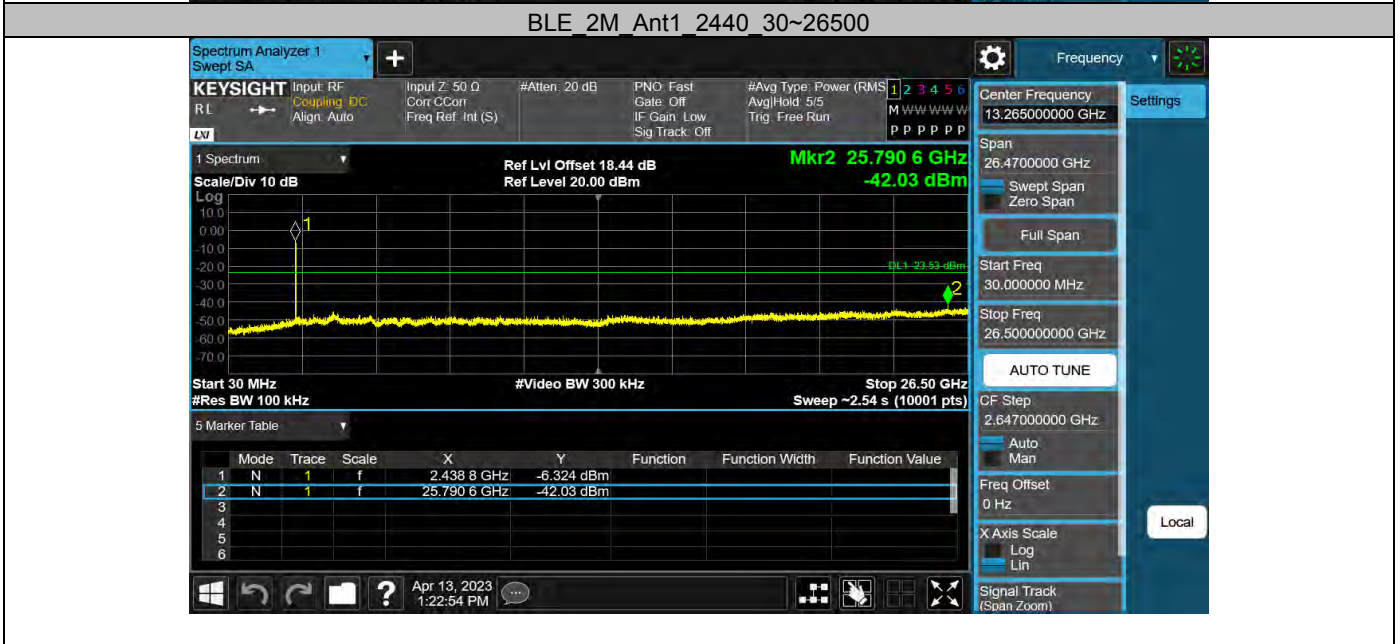 BLE_2M_Ant1_2440_30~26500
Spectrum Analyzer 1
Swept SA
+
Frequency
KEYSIGHT
RL
LXI
Input: RF
Coupling: DC
Align: Auto
Input Z: 50 Ω
Corr CCorr
Freq Ref: Int (S)
#Atten: 20 dB
PNO: Fast
Gate: Off
IF Gain: Low
Sig Track: Off
#Avg Type: Power (RMS
Avg|Hold: 5/5
Trig: Free Run
1 2 3 4 5 6
M W W W W W
P P P P P P
1 Spectrum
Scale/Div 10 dB
Ref Lvl Offset 18.44 dB
Ref Level 20.00 dBm
Mkr2 25.790 6 GHz
-42.03 dBm
Log
10.0
0.00
-10.0
-20.0
-30.0
-40.0
-50.0
-60.0
-70.0
1
DL1 -23.53 dBm
2
Start 30 MHz
#Video BW 300 kHz
Stop 26.50 GHz
#Res BW 100 kHz
Sweep ~2.54 s (10001 pts)
5 Marker Table
Mode Trace Scale X Y Function Function Width Function Value
1 N 1 f 2.438 8 GHz -6.324 dBm
2 N 1 f 25.790 6 GHz -42.03 dBm
3
4
5
6
?
Apr 13, 2023
1:22:54 PM
Center Frequency
13.265000000 GHz
Span
26.4700000 GHz
Swept Span
Zero Span
Full Span
Start Freq
30.000000 MHz
Stop Freq
26.500000000 GHz
AUTO TUNE
CF Step
2.647000000 GHz
Auto
Man
Freq Offset
0 Hz
X Axis Scale
Log
Lin
Signal Track
(Span Zoom)
Settings
Local